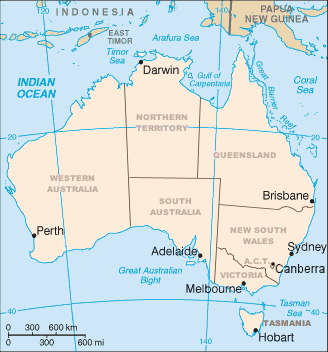 120
140
INDONESIA
PAPUA
NEW GUINEA
EAST
TIMOR
Arafura Sea
Timor
Sea
Darwin
Gulf of
Carpentaria
Great
Barrier
Reef
Coral
Sea
INDIAN
OCEAN
NORTHERN
TERRITORY
20
20
QUEENSLAND
WESTERN
AUSTRALIA
SOUTH
AUSTRALIA
Brisbane
NEW SOUTH
WALES
Perth
Adelaide
Sydney
A.C.T.
Canberra
Great Australian
Bight
VICTORIA
Melbourne
Tasman
Sea
40
40
TASMANIA
Hobart
0 300 600 km
0 300 600 mi
140